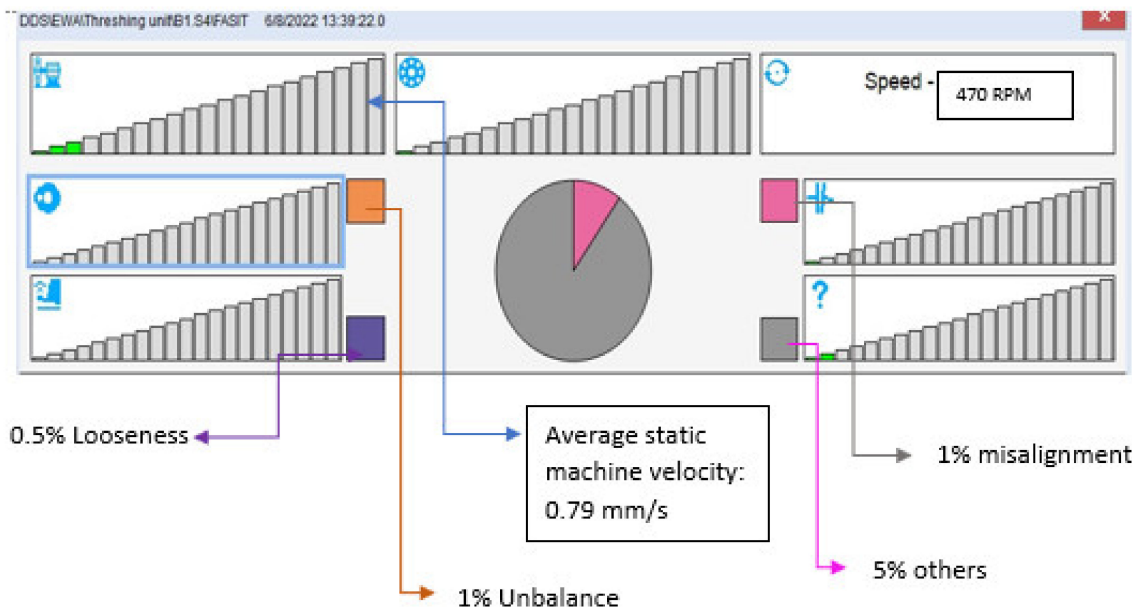 DDS\EWA\Threshing unit\B1.S4\FASIT 6/8/2022 13:39:22.0
X
Speed -
470 RPM
?
0.5% Looseness
Average static
machine velocity:
0.79 mm/s
1% misalignment
5% others
1% Unbalance